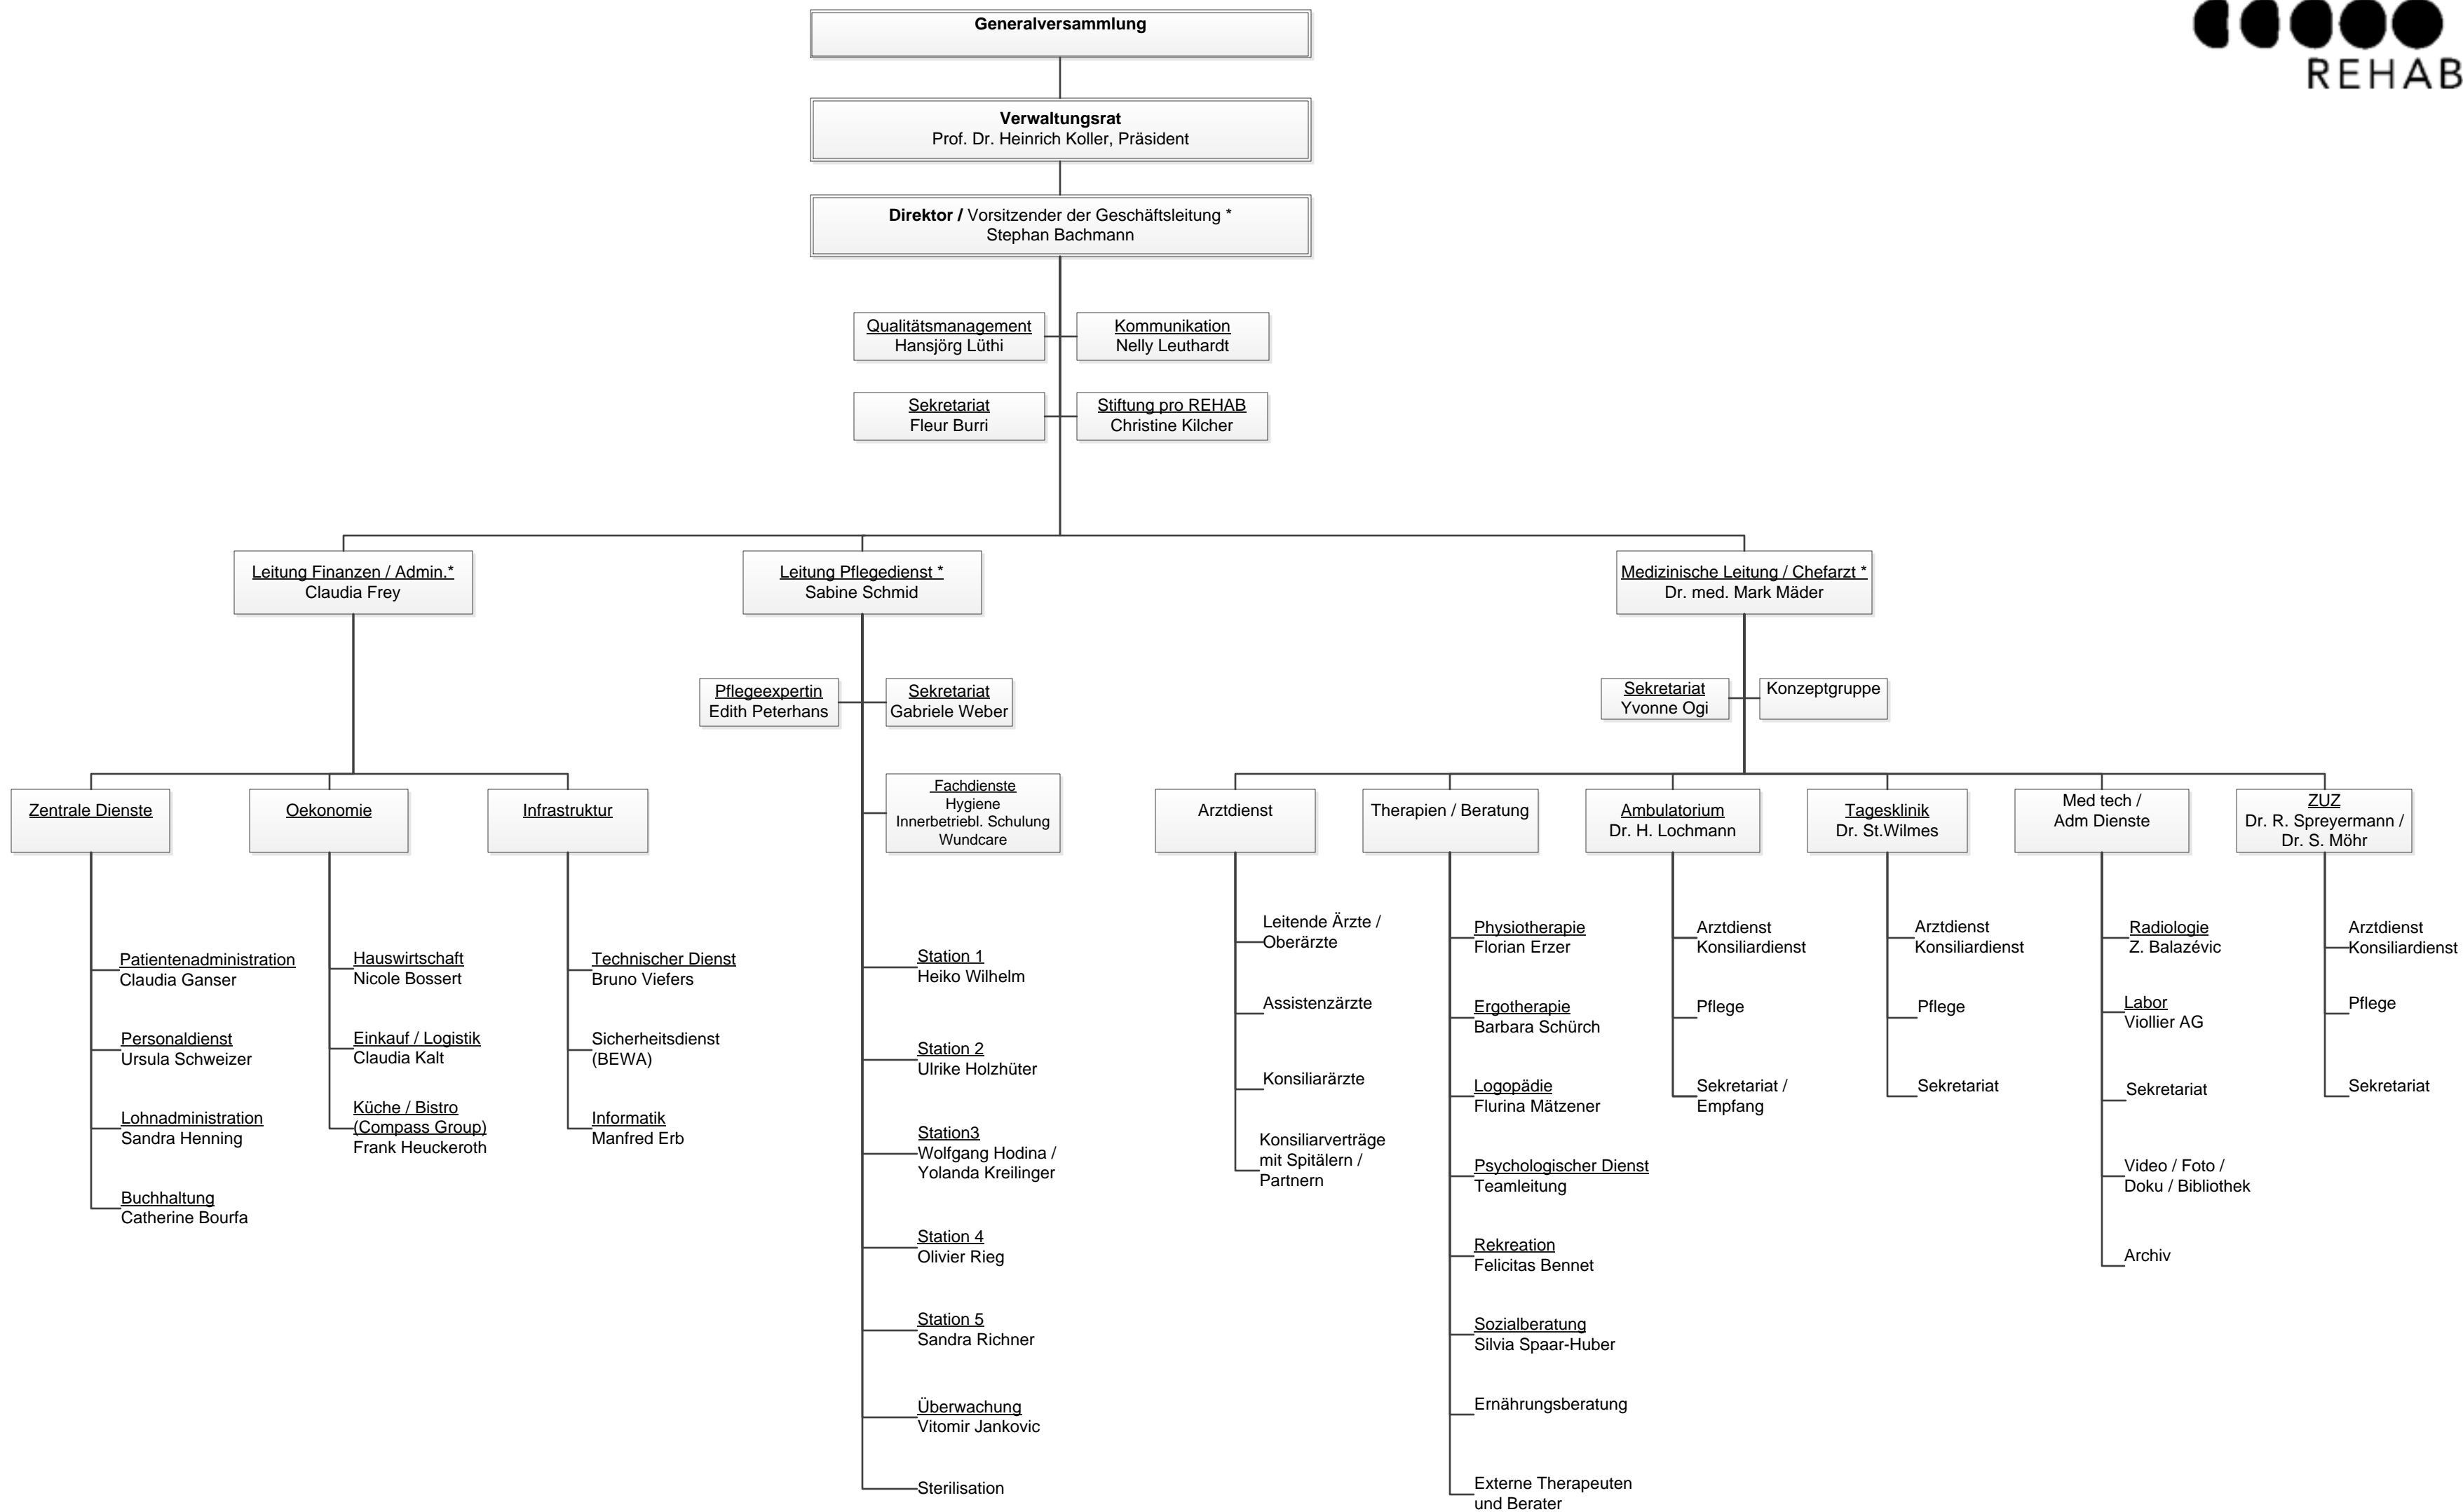 REHAB
Generalversammlung
Verwaltungsrat
Prof. Dr. Heinrich Koller, Präsident
Direktor / Vorsitzender der Geschäftsleitung *
Stephan Bachmann
Qualitätsmanagement
Hansjörg Lüthi
Kommunikation
Nelly Leuthardt
Sekretariat
Fleur Burri
Stiftung pro REHAB
Christine Kilcher
Leitung Finanzen / Admin.*
Claudia Frey
Leitung Pflegedienst *
Sabine Schmid
Medizinische Leitung / Chefarzt *
Dr. med. Mark Mäder
Pflegeexpertin
Edith Peterhans
Sekretariat
Gabriele Weber
Sekretariat
Yvonne Ogi
Konzeptgruppe
Zentrale Dienste
Oekonomie
Infrastruktur
Fachdienste
Hygiene
Innerbetriebl. Schulung
Wundcare
Arztdienst
Therapien / Beratung
Ambulatorium
Dr. H. Lochmann
Tagesklinik
Dr. St.Wilmes
Med tech /
Adm Dienste
ZUZ
Dr. R. Spreyermann /
Dr. S. Möhr
Patientenadministration
Claudia Ganser
Personaldienst
Ursula Schweizer
Lohnadministration
Sandra Henning
Buchhaltung
Catherine Bourfa
Hauswirtschaft
Nicole Bossert
Einkauf / Logistik
Claudia Kalt
Küche / Bistro
(Compass Group)
Frank Heuckeroth
Technischer Dienst
Bruno Viefers
Sicherheitsdienst
(BEWA)
Informatik
Manfred Erb
Station 1
Heiko Wilhelm
Station 2
Ulrike Holzhüter
Station3
Wolfgang Hodina /
Yolanda Kreilinger
Station 4
Olivier Rieg
Station 5
Sandra Richner
Überwachung
Vitomir Jankovic
Sterilisation
Leitende Ärzte /
Oberärzte
Assistenzärzte
Konsiliarärzte
Konsiliarverträge
mit Spitälern /
Partnern
Physiotherapie
Florian Erzer
Ergotherapie
Barbara Schürch
Logopädie
Flurina Mätzener
Psychologischer Dienst
Teamleitung
Rekreation
Felicitas Bennet
Sozialberatung
Silvia Spaar-Huber
Ernährungsberatung
Externe Therapeuten
und Berater
Arztdienst
Konsiliardienst
Pflege
Sekretariat /
Empfang
Arztdienst
Konsiliardienst
Pflege
Sekretariat
Radiologie
Z. Balazévic
Labor
Viollier AG
Sekretariat
Video / Foto /
Doku / Bibliothek
Archiv
Arztdienst
Konsiliardienst
Pflege
Sekretariat